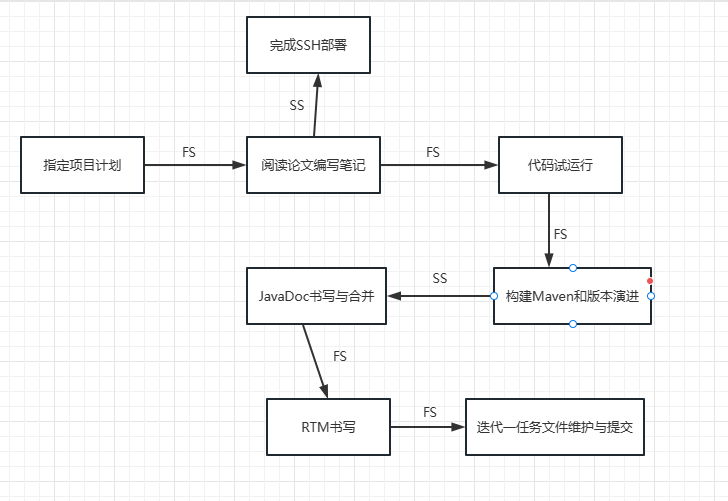 完成SSH部署
SS
指定项目计划
FS
阅读论文编写笔记
FS
代码试运行
FS
JavaDoc书写与合并
SS
构建Maven和版本演进
FS
RTM书写
FS
迭代一任务文件维护与提交